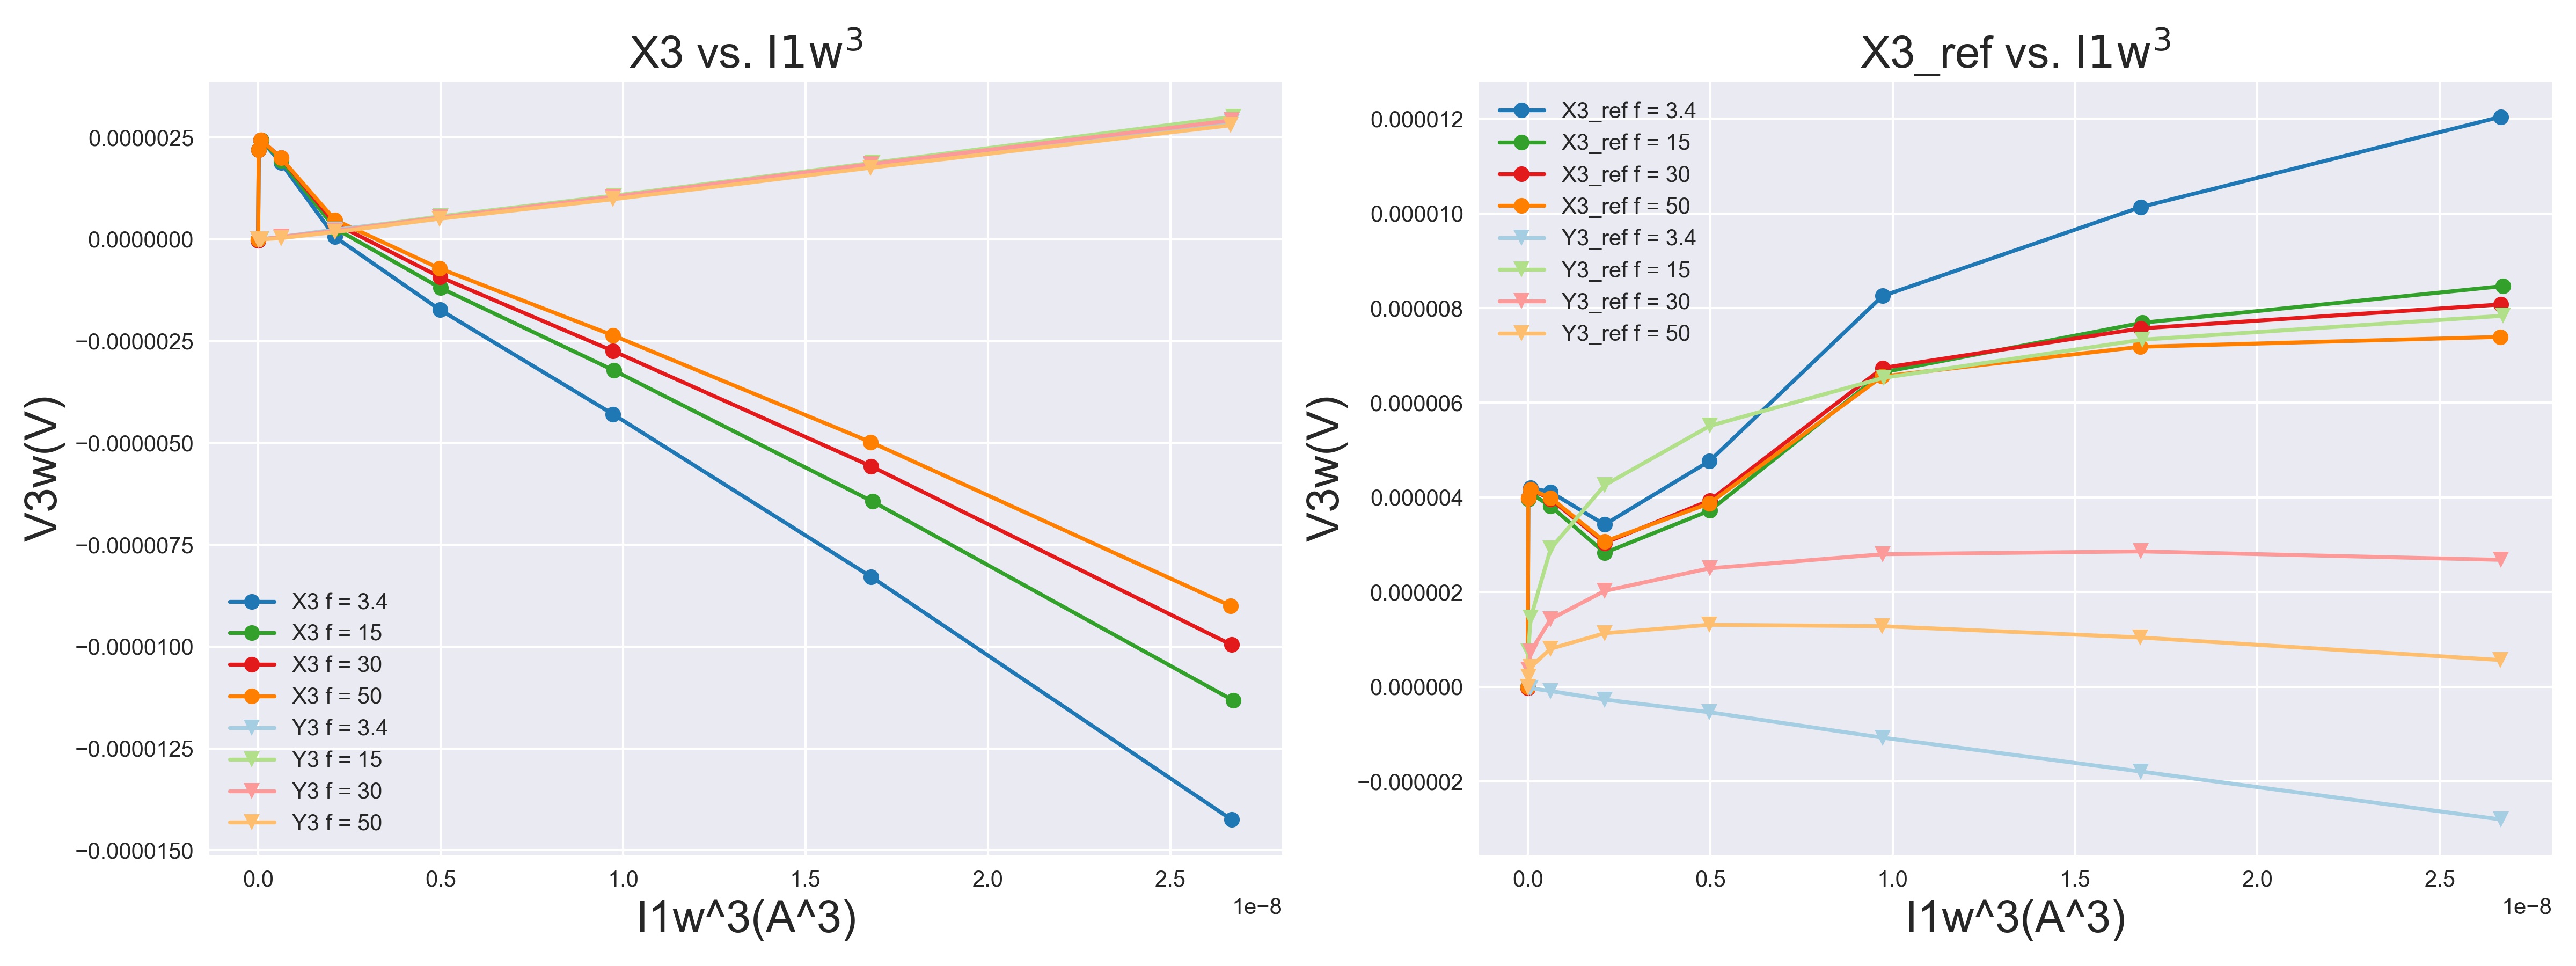 X3 vs. I1w³
V3w(V)
0.0000025
0.0000000
−0.0000025
−0.0000050
−0.0000075
−0.0000100
−0.0000125
−0.0000150
X3 f = 3.4
X3 f = 15
X3 f = 30
X3 f = 50
Y3 f = 3.4
Y3 f = 15
Y3 f = 30
Y3 f = 50
0.0 0.5 1.0 1.5 2.0 2.5
1e−8
I1w^3(A^3)
X3_ref vs. I1w³
V3w(V)
0.000012
0.000010
0.000008
0.000006
0.000004
0.000002
0.000000
−0.000002
X3_ref f = 3.4
X3_ref f = 15
X3_ref f = 30
X3_ref f = 50
Y3_ref f = 3.4
Y3_ref f = 15
Y3_ref f = 30
Y3_ref f = 50
0.0 0.5 1.0 1.5 2.0 2.5
1e−8
I1w^3(A^3)